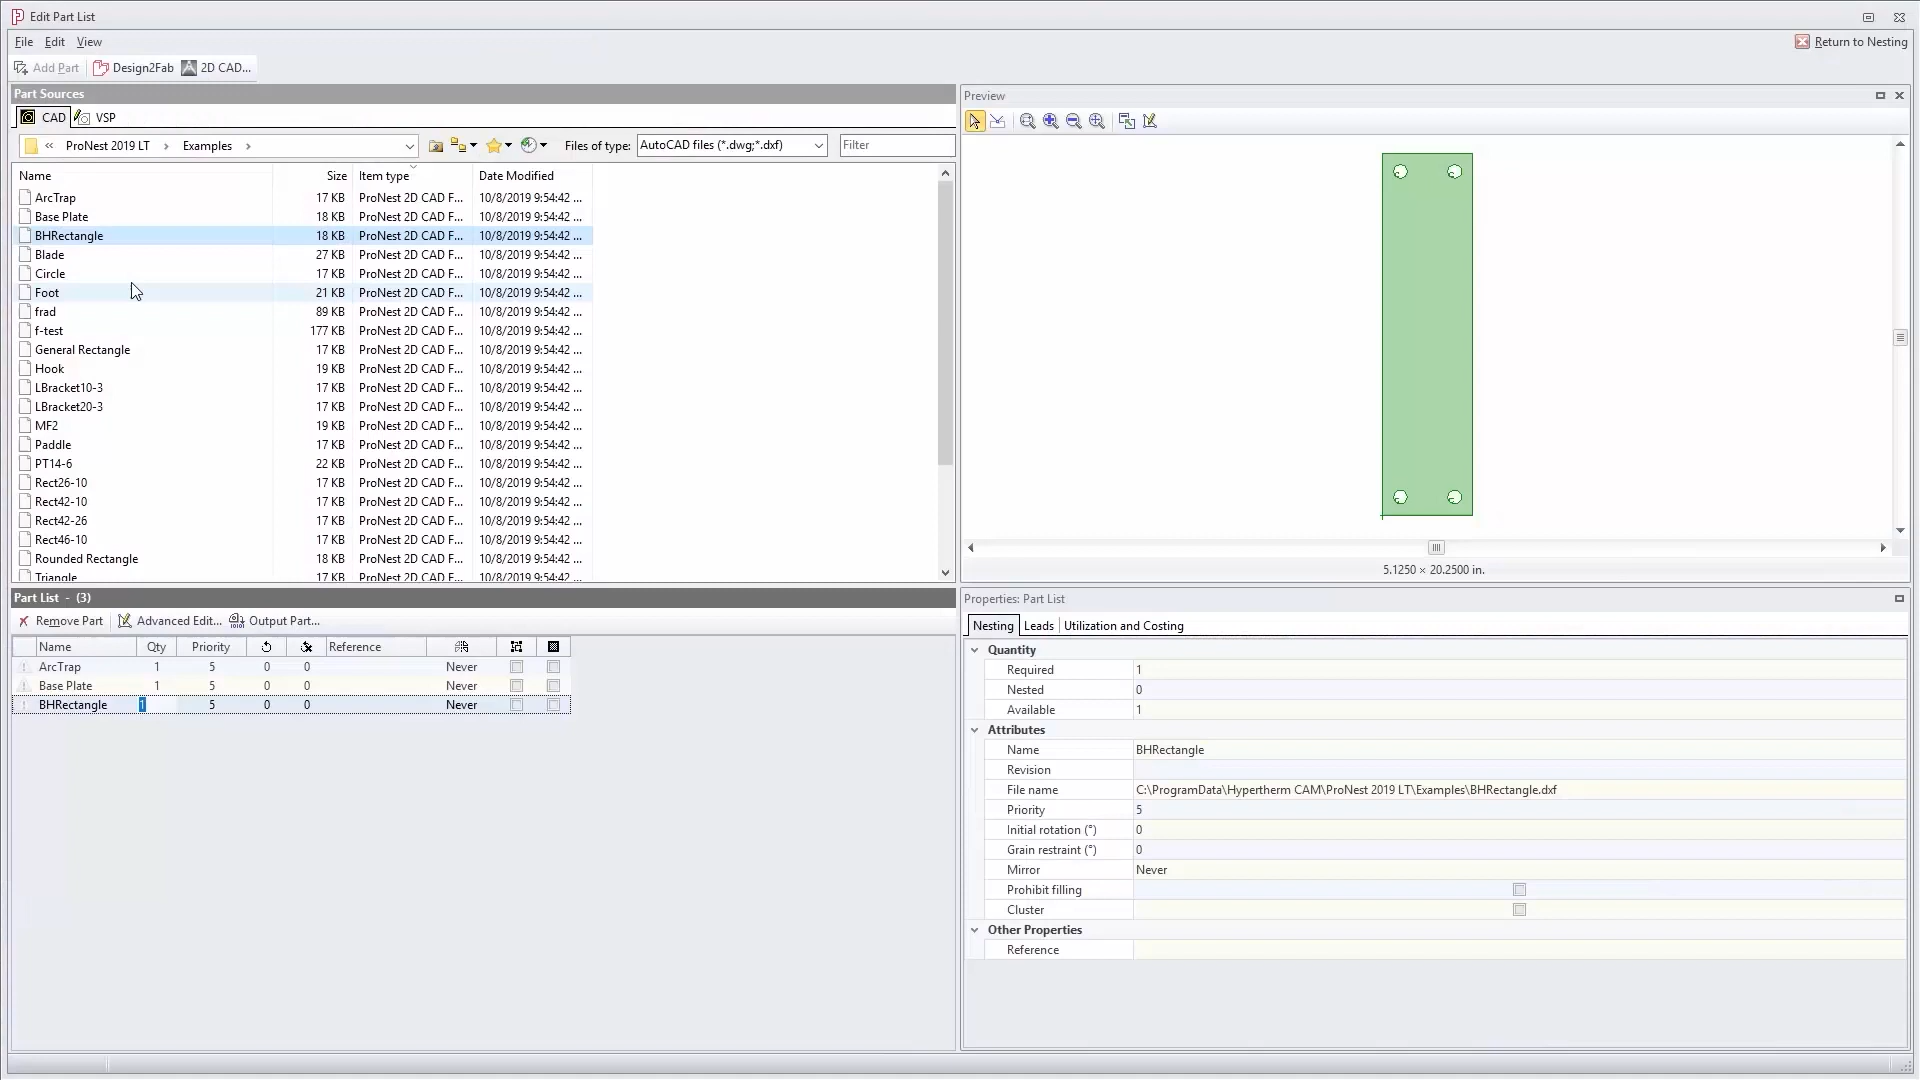 Edit Part List
File Edit View
Return to Nesting
Add Part Design2Fab 2D CAD...
Part Sources
CAD VSP
« ProNest 2019 LT › Examples › Files of type: AutoCAD files (*.dwg;*.dxf) Filter
Name Size Item type Date Modified
ArcTrap 17 KB ProNest 2D CAD F... 10/8/2019 9:54:42 ...
Base Plate 18 KB ProNest 2D CAD F... 10/8/2019 9:54:42 ...
BHRectangle 18 KB ProNest 2D CAD F... 10/8/2019 9:54:42 ...
Blade 27 KB ProNest 2D CAD F... 10/8/2019 9:54:42 ...
Circle 17 KB ProNest 2D CAD F... 10/8/2019 9:54:42 ...
Foot 21 KB ProNest 2D CAD F... 10/8/2019 9:54:42 ...
frad 89 KB ProNest 2D CAD F... 10/8/2019 9:54:42 ...
f-test 177 KB ProNest 2D CAD F... 10/8/2019 9:54:42 ...
General Rectangle 17 KB ProNest 2D CAD F... 10/8/2019 9:54:42 ...
Hook 19 KB ProNest 2D CAD F... 10/8/2019 9:54:42 ...
LBracket10-3 17 KB ProNest 2D CAD F... 10/8/2019 9:54:42 ...
LBracket20-3 17 KB ProNest 2D CAD F... 10/8/2019 9:54:42 ...
MF2 19 KB ProNest 2D CAD F... 10/8/2019 9:54:42 ...
Paddle 17 KB ProNest 2D CAD F... 10/8/2019 9:54:42 ...
PT14-6 22 KB ProNest 2D CAD F... 10/8/2019 9:54:42 ...
Rect26-10 17 KB ProNest 2D CAD F... 10/8/2019 9:54:42 ...
Rect42-10 17 KB ProNest 2D CAD F... 10/8/2019 9:54:42 ...
Rect42-26 17 KB ProNest 2D CAD F... 10/8/2019 9:54:42 ...
Rect46-10 17 KB ProNest 2D CAD F... 10/8/2019 9:54:42 ...
Rounded Rectangle 18 KB ProNest 2D CAD F... 10/8/2019 9:54:42 ...
Triangle 17 KB ProNest 2D CAD F... 10/8/2019 9:54:42 ...
Preview
5.1250 × 20.2500 in.
Part List - (3)
Remove Part Advanced Edit... Output Part...
Name Qty Priority Reference
ArcTrap 1 5 0 0 Never
Base Plate 1 5 0 0 Never
BHRectangle 1 5 0 0 Never
Properties: Part List
Nesting Leads Utilization and Costing
Quantity
Required 1
Nested 0
Available 1
Attributes
Name BHRectangle
Revision
File name C:\ProgramData\Hypertherm CAM\ProNest 2019 LT\Examples\BHRectangle.dxf
Priority 5
Initial rotation (°) 0
Grain restraint (°) 0
Mirror Never
Prohibit filling
Cluster
Other Properties
Reference